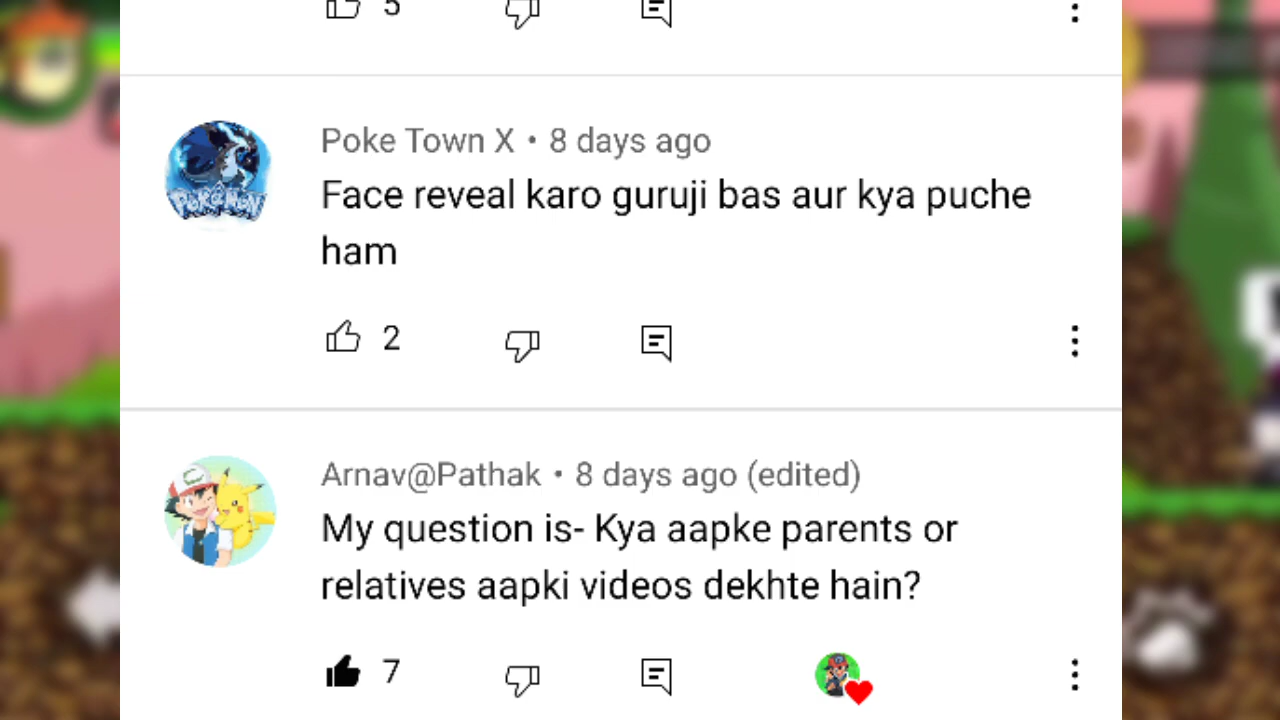 5
Poke Town X • 8 days ago
POKéMON
Face reveal karo guruji bas aur kya puche
ham
2
Arnav@Pathak • 8 days ago (edited)
My question is- Kya aapke parents or
relatives aapki videos dekhte hain?
7